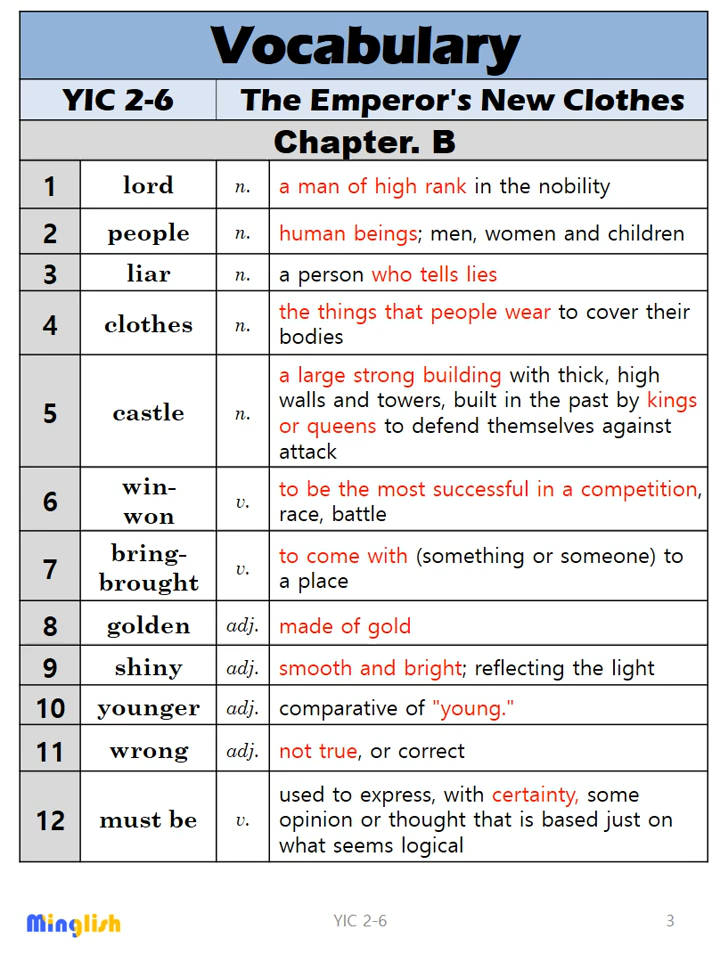 Vocabulary
YIC 2-6 The Emperor's New Clothes
Chapter. B
1 lord n. a man of high rank in the nobility
2 people n. human beings; men, women and children
3 liar n. a person who tells lies
4 clothes n. the things that people wear to cover their
bodies
5 castle n. a large strong building with thick, high
walls and towers, built in the past by kings
or queens to defend themselves against
attack
6 win-
won v. to be the most successful in a competition,
race, battle
7 bring-
brought v. to come with (something or someone) to
a place
8 golden adj. made of gold
9 shiny adj. smooth and bright; reflecting the light
10 younger adj. comparative of "young."
11 wrong adj. not true, or correct
12 must be v. used to express, with certainty, some
opinion or thought that is based just on
what seems logical
Minglish YIC 2-6 3